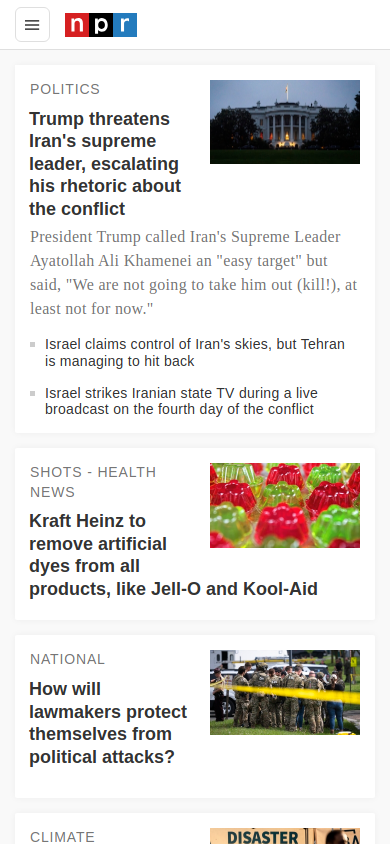 npr
POLITICS
Trump threatens
Iran's supreme
leader, escalating
his rhetoric about
the conflict
President Trump called Iran's Supreme Leader
Ayatollah Ali Khamenei an "easy target" but
said, "We are not going to take him out (kill!), at
least not for now."
Israel claims control of Iran's skies, but Tehran
is managing to hit back
Israel strikes Iranian state TV during a live
broadcast on the fourth day of the conflict
SHOTS - HEALTH
NEWS
Kraft Heinz to
remove artificial
dyes from all
products, like Jell-O and Kool-Aid
NATIONAL
How will
lawmakers protect
themselves from
political attacks?
CLIMATE
DISASTER